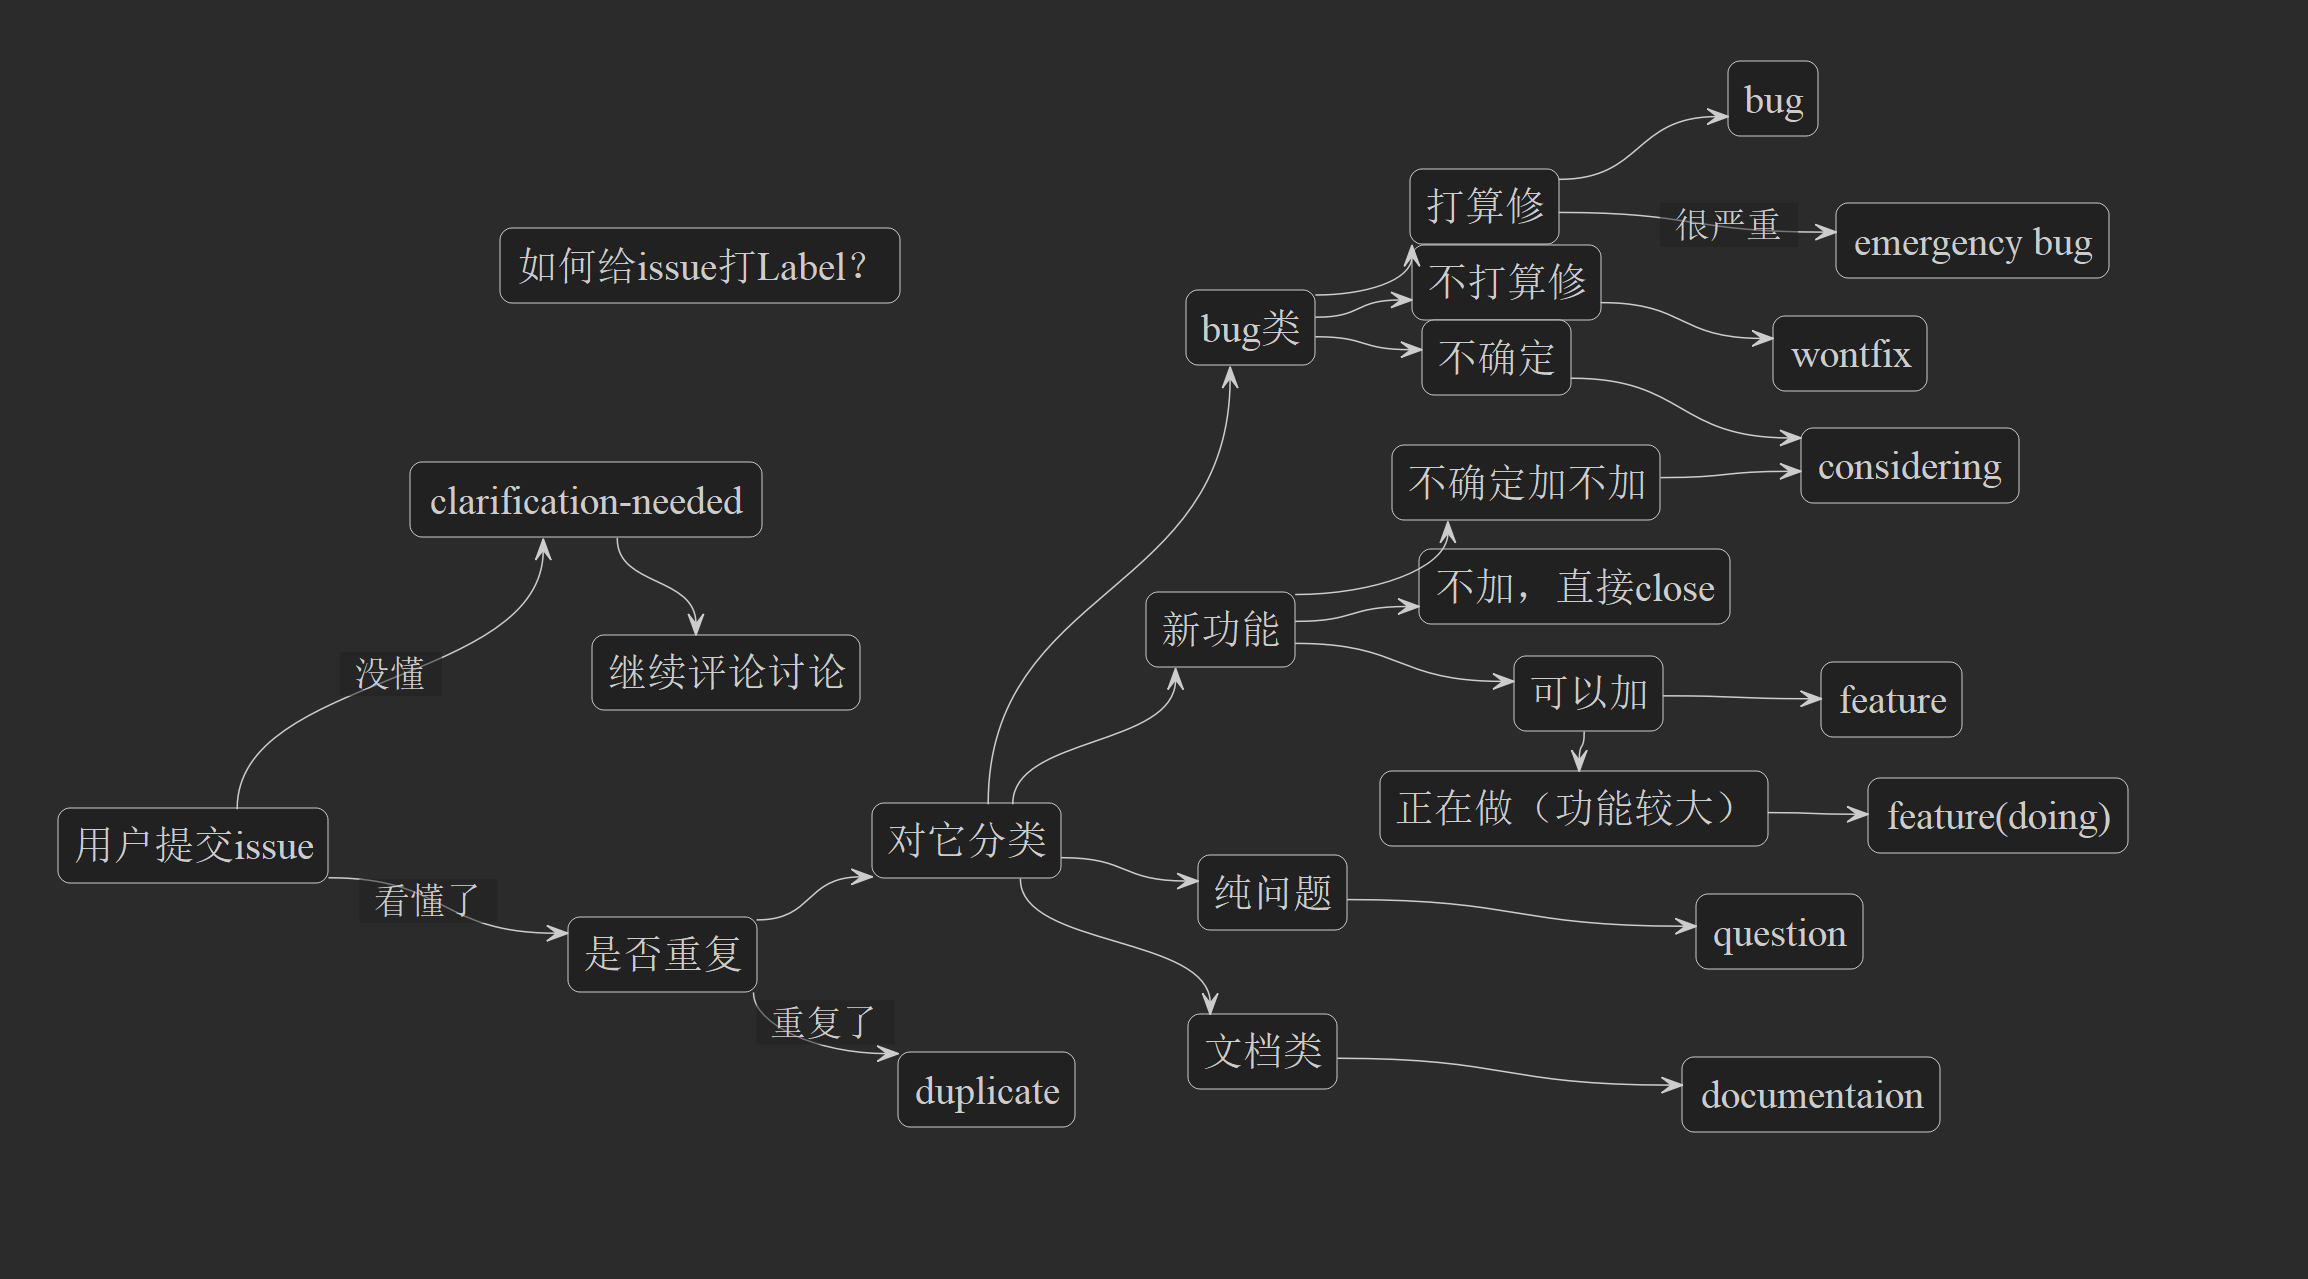 bug
打算修
很严重
emergency bug
如何给issue打Label？
不打算修
bug类
不确定
wontfix
considering
不确定加不加
clarification-needed
不加，直接close
新功能
没懂
继续评论讨论
可以加
feature
正在做（功能较大）
feature(doing)
用户提交issue
对它分类
看懂了
纯问题
question
是否重复
重复了
文档类
duplicate
documentaion